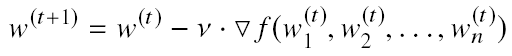 w^{(t+1)} = w^{(t)} − ν · ▽f(w_1^{(t)}, w_2^{(t)}, …, w_n^{(t)})